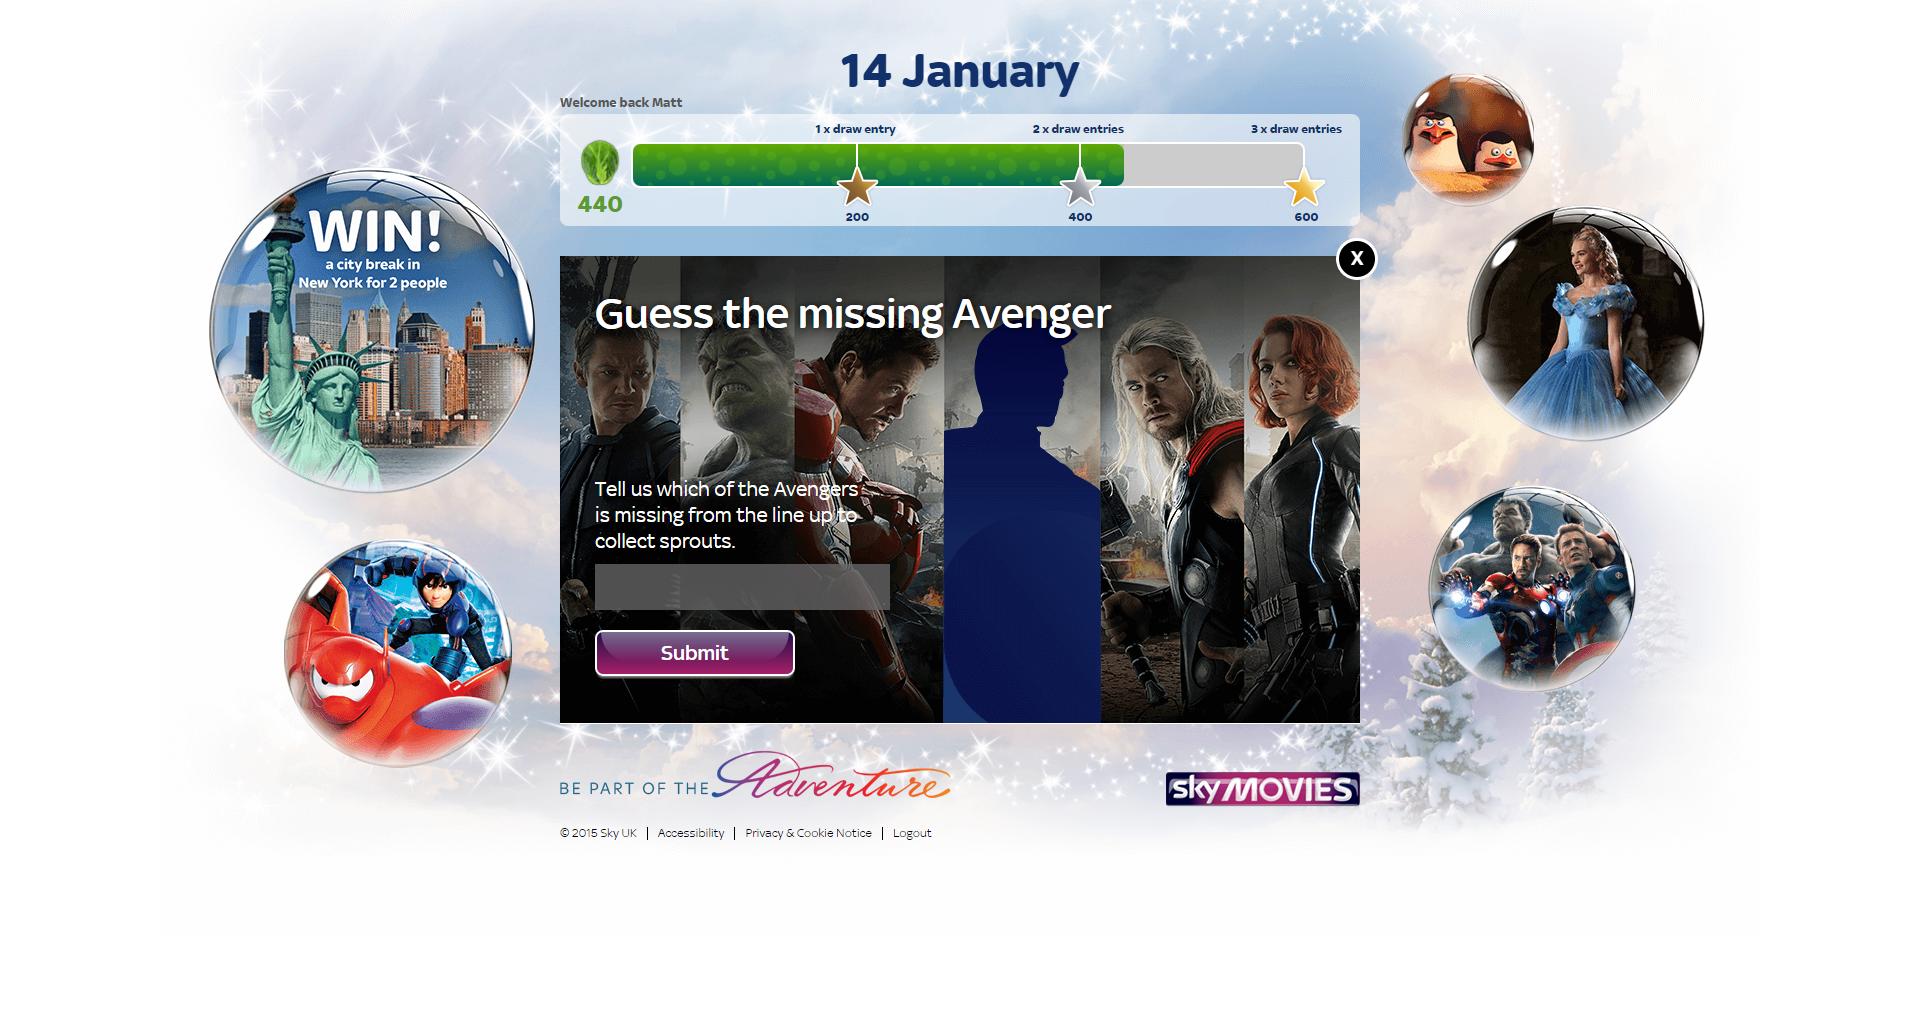 14 January
Welcome back Matt
1 x draw entry
2 x draw entries
3 x draw entries
440
200
400
600
WIN!
a city break in
New York for 2 people
X
Guess the missing Avenger
Tell us which of the Avengers
is missing from the line up to
collect sprouts.
Submit
BE PART OF THE Adventure
sky MOVIES
© 2015 Sky UK | Accessibility | Privacy & Cookie Notice | Logout